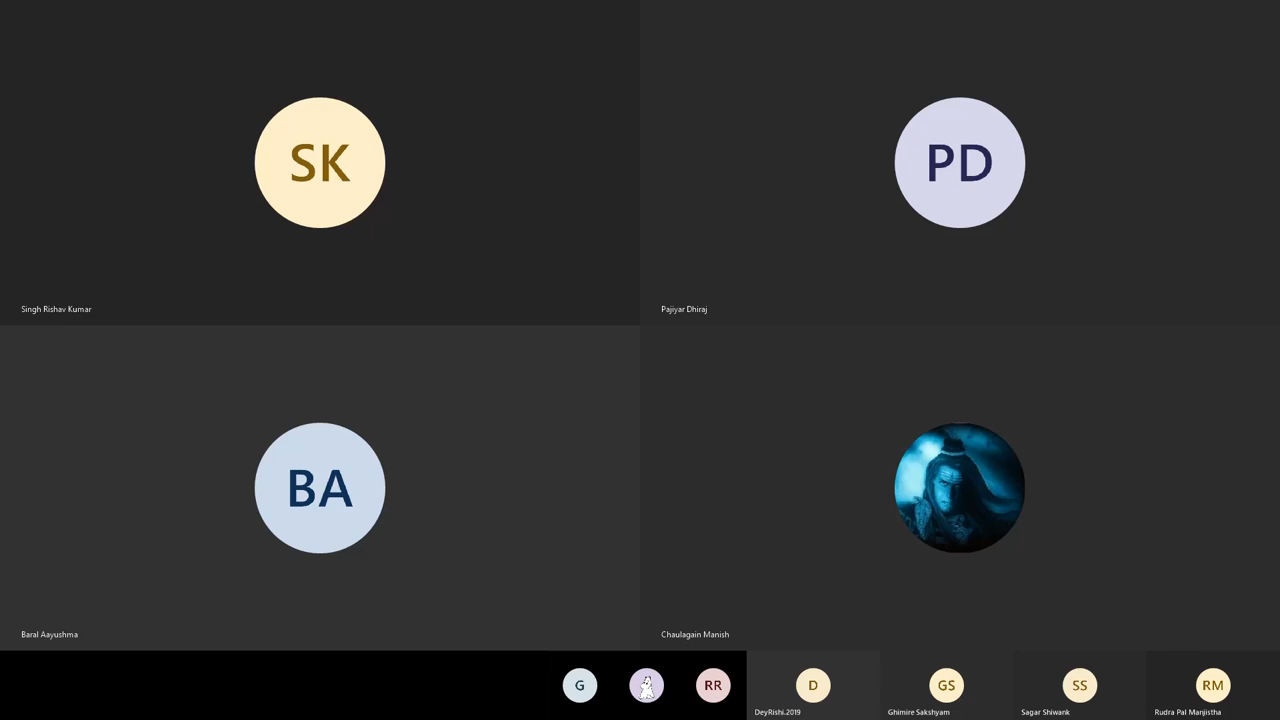 SK
Singh Rishav Kumar
PD
Pajiyar Dhiraj
BA
Baral Aayushma
Chaulagain Manish
G
RR
D
DeyRishi.2019
GS
Ghimire Sakshyam
SS
Sagar Shiwank
RM
Rudra Pal Manjistha